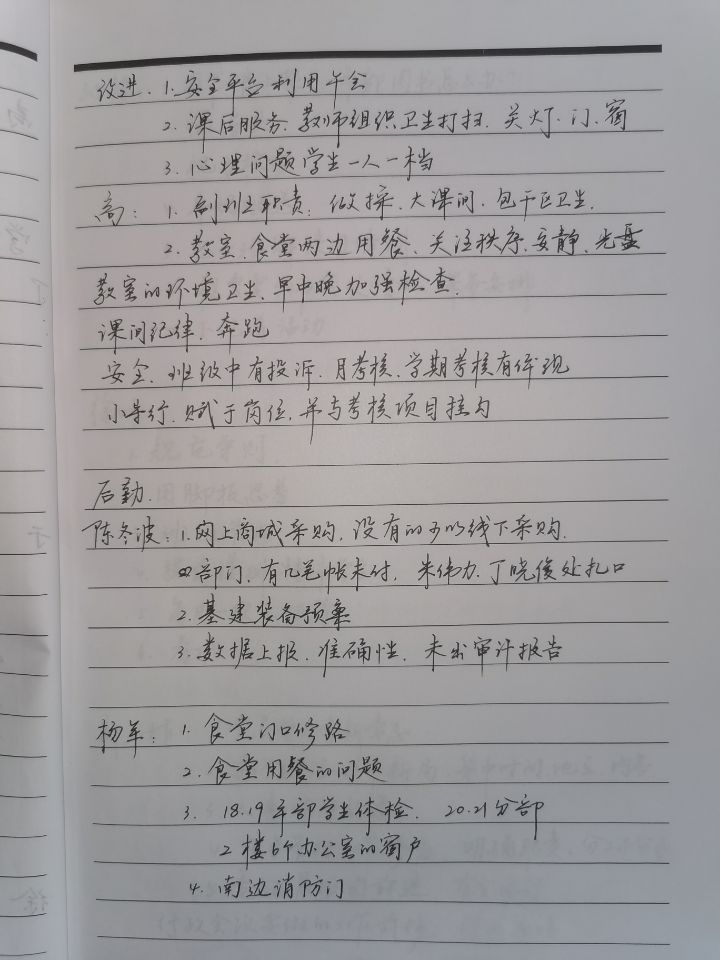 改进. 1. 安全平台利用午会
2. 课后服务. 教师组织卫生打扫. 关灯、门、窗
3. 心理问题学生一人一档
高: 1. 副班主职责: 做操、大课间、包干区卫生.
2. 教室、食堂两边用餐、关注秩序、安静、光盘
教室的环境卫生、早中晚加强检查.
课间纪律、奔跑
安全、班级中有投诉、月考核、学期考核有体现
小导行、赋于岗位、并与考核项目挂勾
后勤.
陈冬波: 1. 网上商城采购, 没有的可以线下采购.
部门, 有几笔帐未付, 朱伟力、丁晓俊处扎口
2. 基建装备预案
3. 数据上报、准确性, 未出审计报告
杨军: 1. 食堂门口修路
2. 食堂用餐的问题
3. 18.19 本部学生体检. 20.21分部
2楼6个办公室的窗户
4. 南边消防门